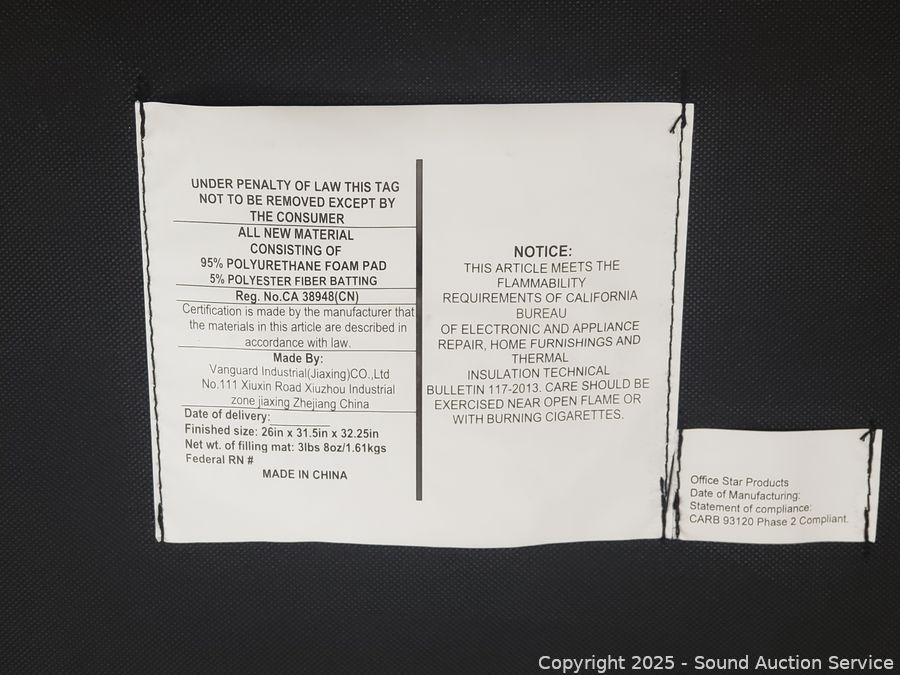 UNDER PENALTY OF LAW THIS TAG
NOT TO BE REMOVED EXCEPT BY
THE CONSUMER
ALL NEW MATERIAL
CONSISTING OF
95% POLYURETHANE FOAM PAD
5% POLYESTER FIBER BATTING
Reg. No.CA 38948(CN)
Certification is made by the manufacturer that
the materials in this article are described in
accordance with law.
Made By:
Vanguard Industrial(Jiaxing)CO.,Ltd
No.111 Xiuxin Road Xiuzhou Industrial
zone jiaxing Zhejiang China
Date of delivery:
Finished size: 26in x 31.5in x 32.25in
Net wt. of filling mat: 3lbs 8oz/1.61kgs
Federal RN #
MADE IN CHINA
NOTICE:
THIS ARTICLE MEETS THE
FLAMMABILITY
REQUIREMENTS OF CALIFORNIA
BUREAU
OF ELECTRONIC AND APPLIANCE
REPAIR, HOME FURNISHINGS AND
THERMAL
INSULATION TECHNICAL
BULLETIN 117-2013. CARE SHOULD BE
EXERCISED NEAR OPEN FLAME OR
WITH BURNING CIGARETTES.
Office Star Products
Date of Manufacturing:
Statement of compliance:
CARB 93120 Phase 2 Compliant.
Copyright 2025 - Sound Auction Service